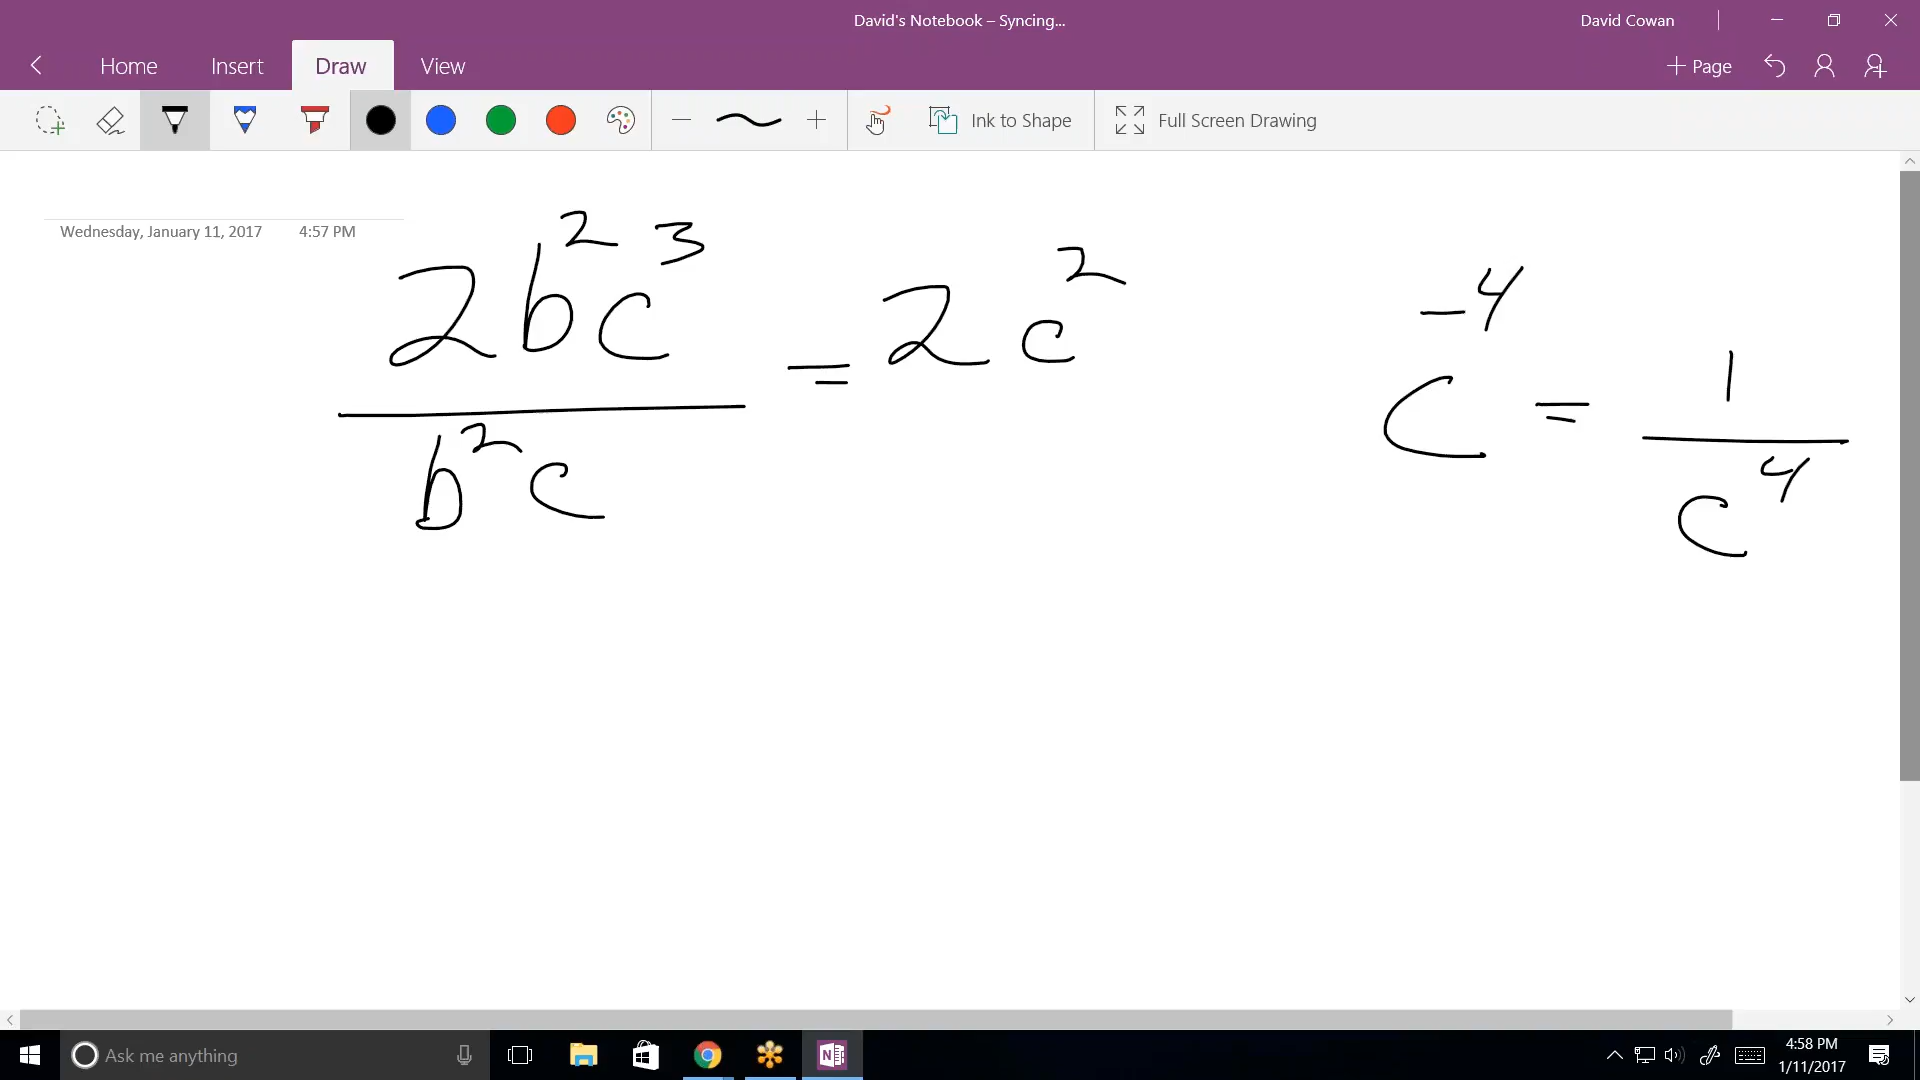 David's Notebook – Syncing...
David Cowan
Home Insert Draw View
Page
Ink to Shape
Full Screen Drawing
Wednesday, January 11, 2017 4:57 PM
2b²c³ / b²c = 2c²
c⁻⁴ = 1 / c⁴
Ask me anything
N
4:58 PM
1/11/2017